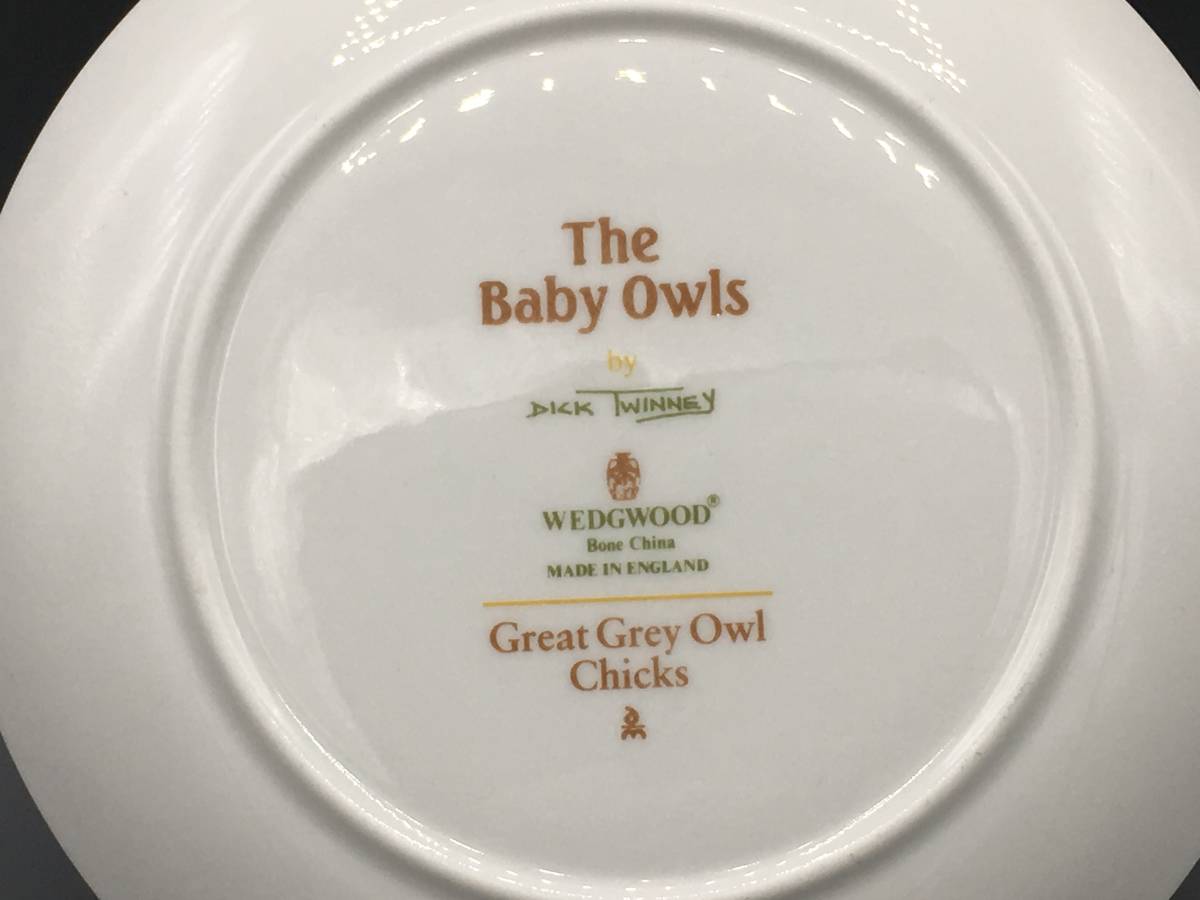 The
Baby Owls
by
DICK TWINNEY
WEDGWOOD®
Bone China
MADE IN ENGLAND
Great Grey Owl
Chicks